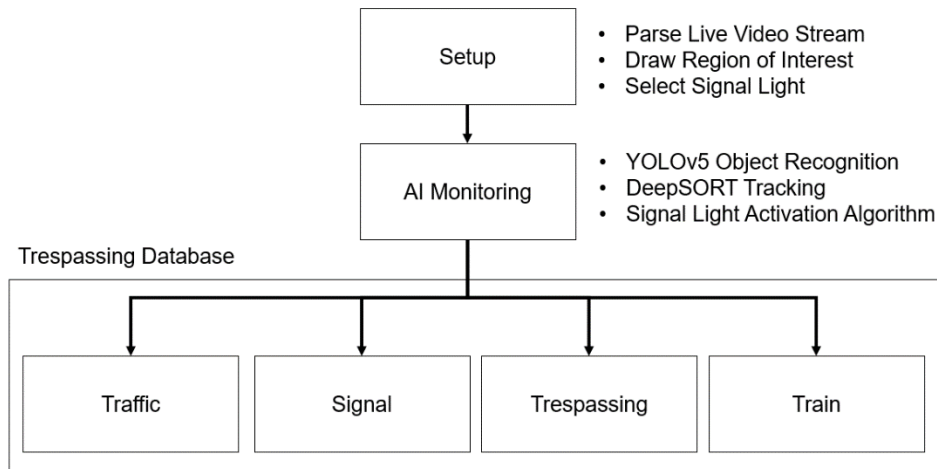 Setup
• Parse Live Video Stream
• Draw Region of Interest
• Select Signal Light
AI Monitoring
• YOLOv5 Object Recognition
• DeepSORT Tracking
• Signal Light Activation Algorithm
Trespassing Database
Traffic
Signal
Trespassing
Train